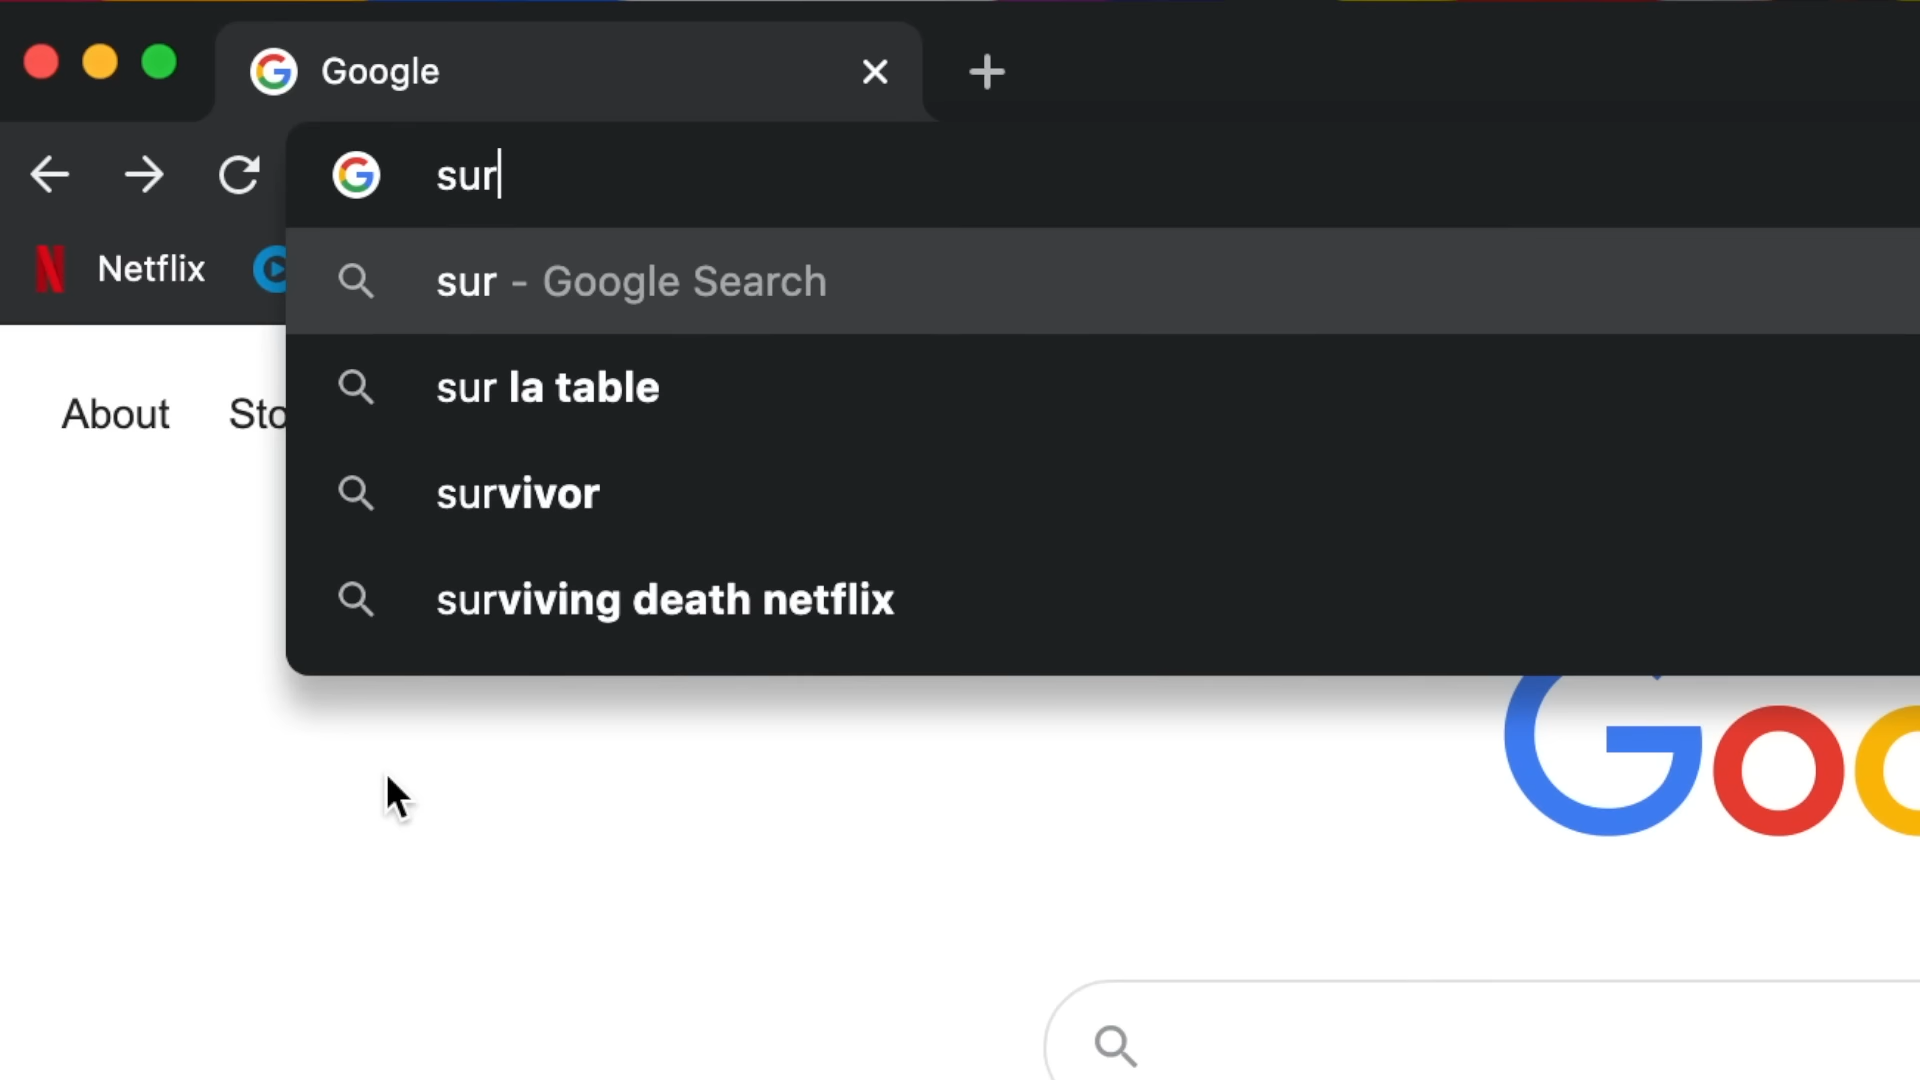 Google
sur
Netflix
sur - Google Search
sur la table
About
survivor
surviving death netflix